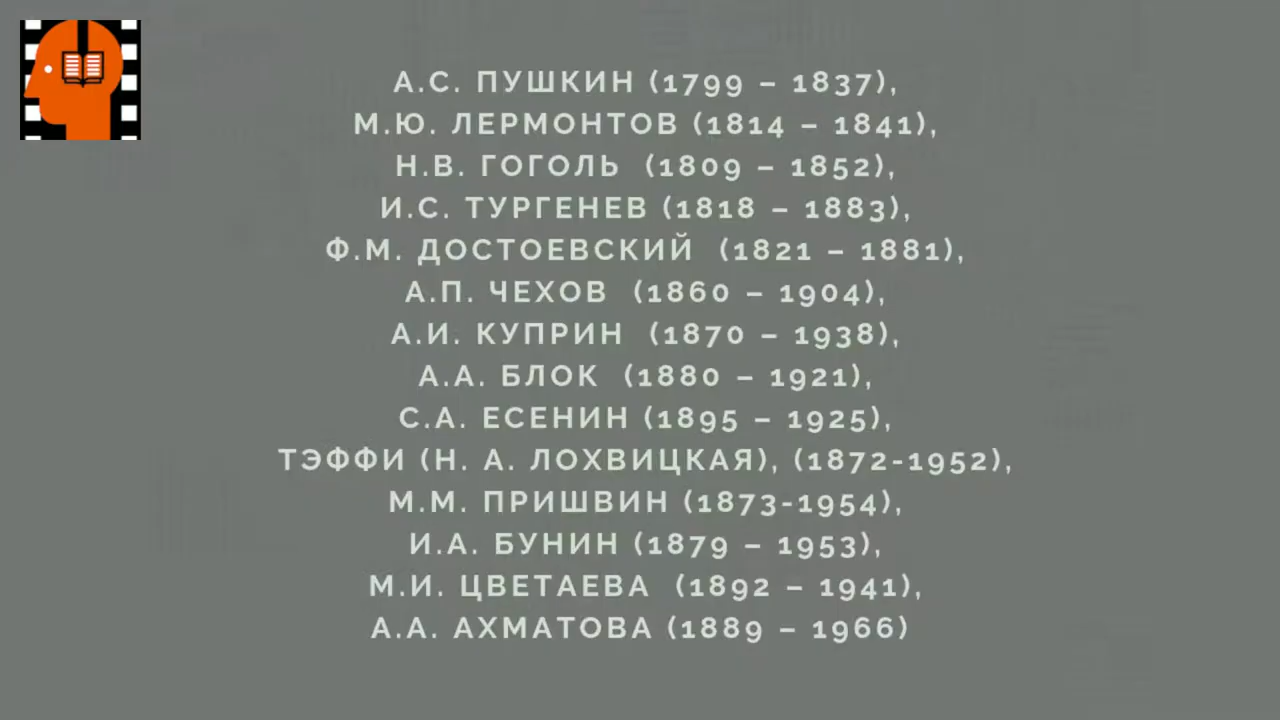 А.С. ПУШКИН (1799 – 1837),
М.Ю. ЛЕРМОНТОВ (1814 – 1841),
Н.В. ГОГОЛЬ (1809 – 1852),
И.С. ТУРГЕНЕВ (1818 – 1883),
Ф.М. ДОСТОЕВСКИЙ (1821 – 1881),
А.П. ЧЕХОВ (1860 – 1904),
А.И. КУПРИН (1870 – 1938),
А.А. БЛОК (1880 – 1921),
С.А. ЕСЕНИН (1895 – 1925),
ТЭФФИ (Н. А. ЛОХВИЦКАЯ), (1872-1952),
М.М. ПРИШВИН (1873-1954),
И.А. БУНИН (1879 – 1953),
М.И. ЦВЕТАЕВА (1892 – 1941),
А.А. АХМАТОВА (1889 – 1966)